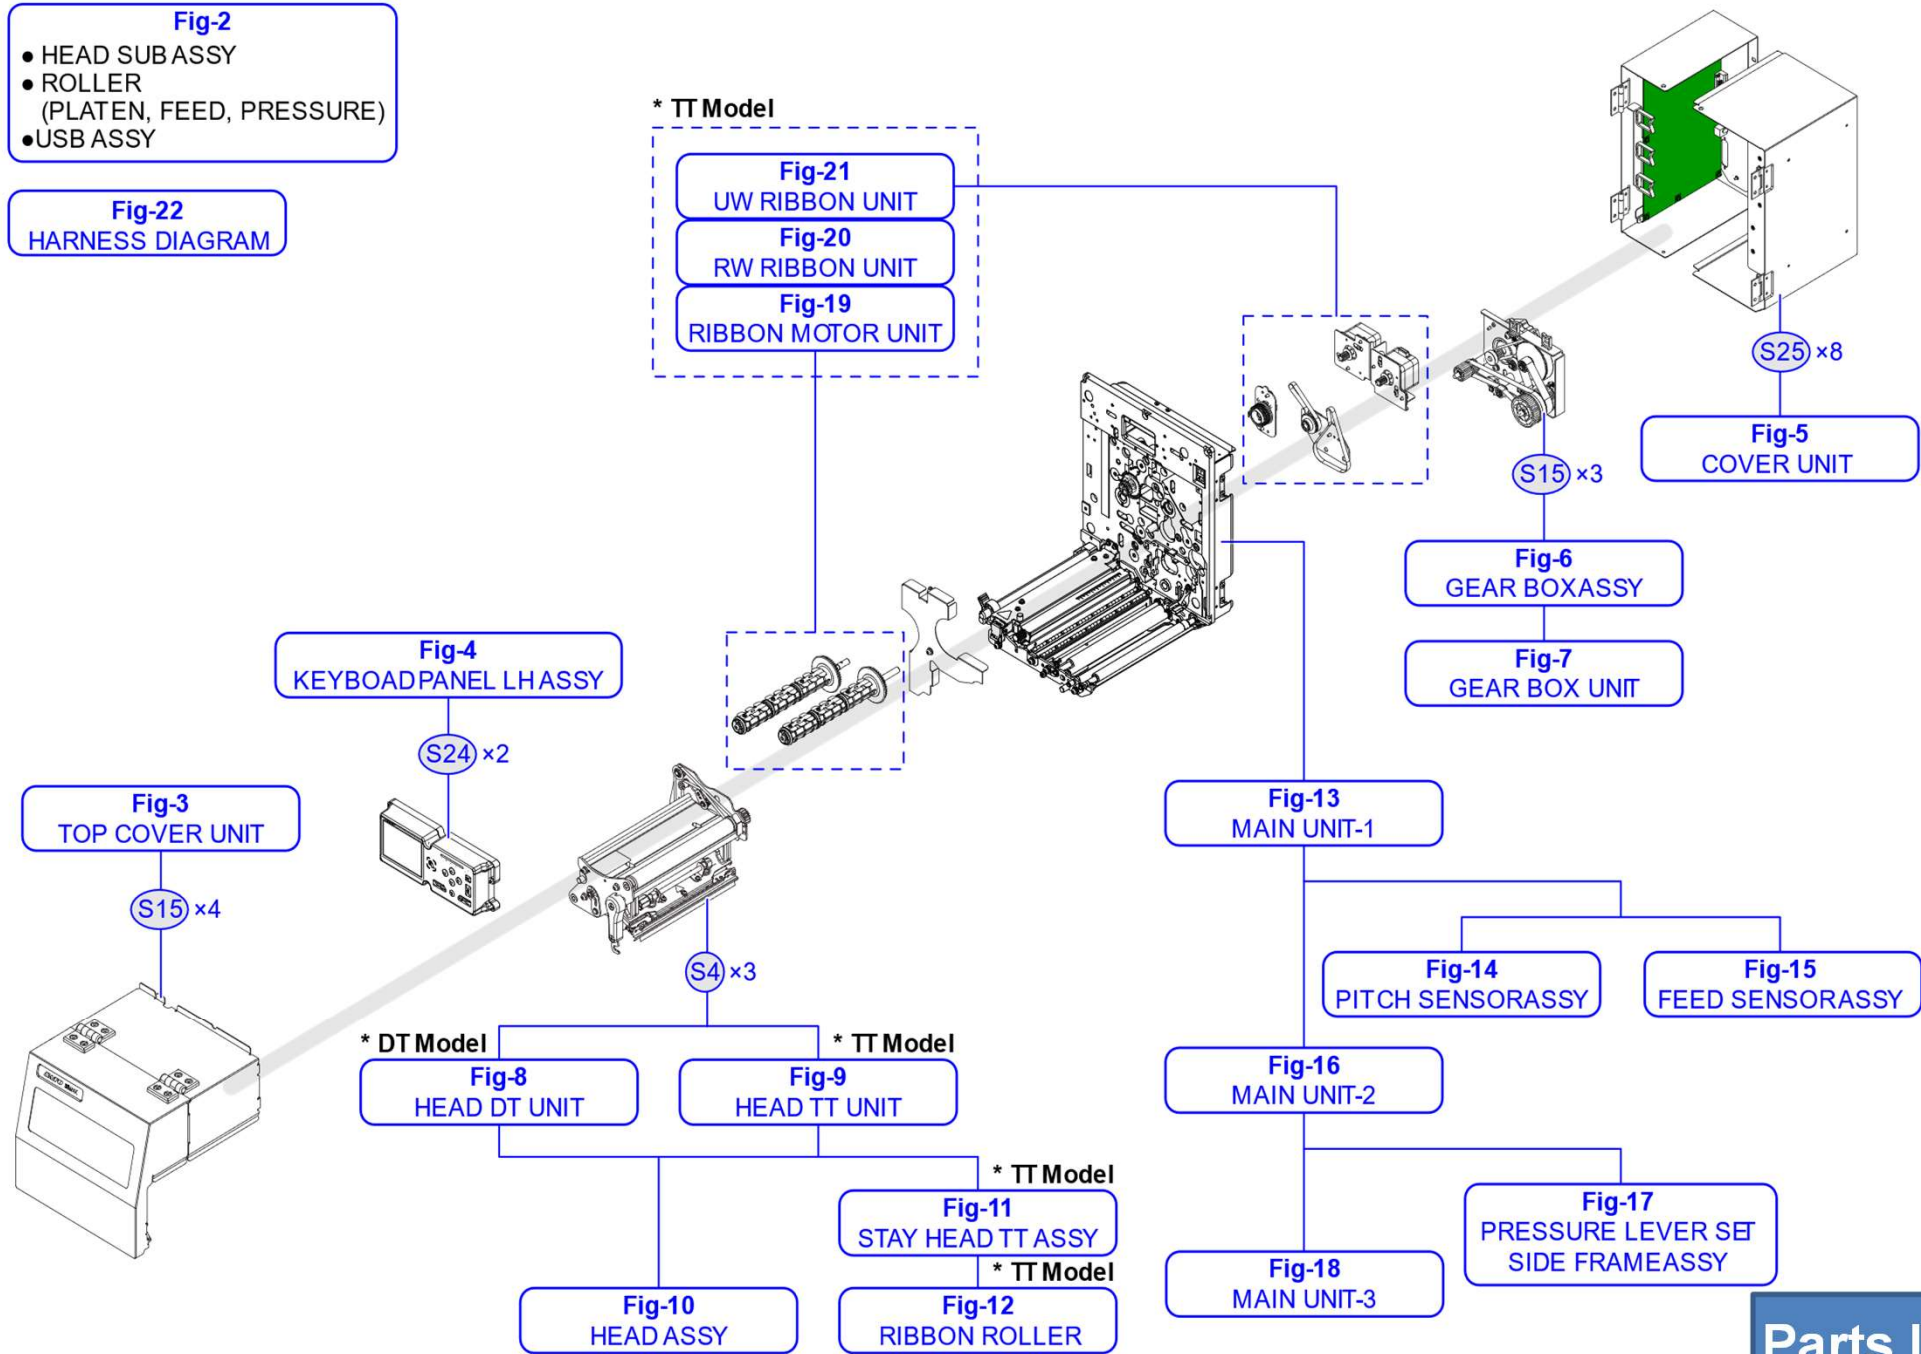 Fig-2
● HEAD SUB ASSY
● ROLLER
(PLATEN, FEED, PRESSURE)
●USB ASSY
Fig-22
HARNESS DIAGRAM
* TT Model
Fig-21
UW RIBBON UNIT
Fig-20
RW RIBBON UNIT
Fig-19
RIBBON MOTOR UNIT
S25 ×8
Fig-5
COVER UNIT
S15 ×3
Fig-6
GEAR BOX ASSY
Fig-7
GEAR BOX UNIT
Fig-4
KEYBOAD PANEL LH ASSY
S24 ×2
Fig-3
TOP COVER UNIT
S15 ×4
S4 ×3
* DT Model
Fig-8
HEAD DT UNIT
* TT Model
Fig-9
HEAD TT UNIT
* TT Model
Fig-11
STAY HEAD TT ASSY
* TT Model
Fig-12
RIBBON ROLLER
Fig-10
HEAD ASSY
Fig-13
MAIN UNIT-1
Fig-14
PITCH SENSOR ASSY
Fig-15
FEED SENSOR ASSY
Fig-16
MAIN UNIT-2
Fig-17
PRESSURE LEVER SET
SIDE FRAME ASSY
Fig-18
MAIN UNIT-3
Parts